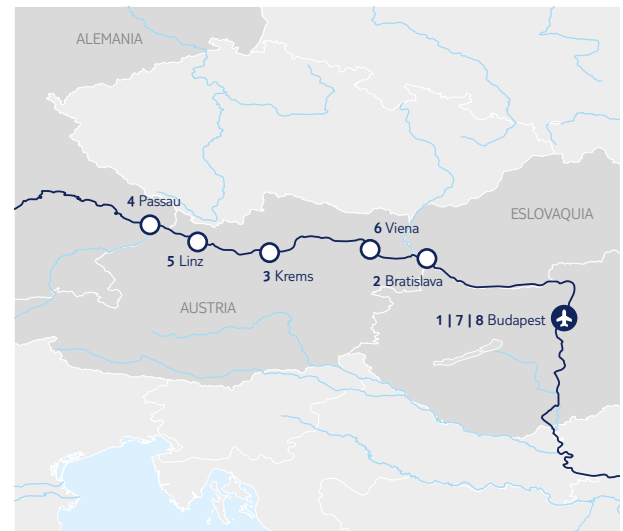 ALEMANIA
4 Passau
ESLOVAQUIA
6 Viena
5 Linz
3 Krems
2 Bratislava
AUSTRIA
1 | 7 | 8 Budapest